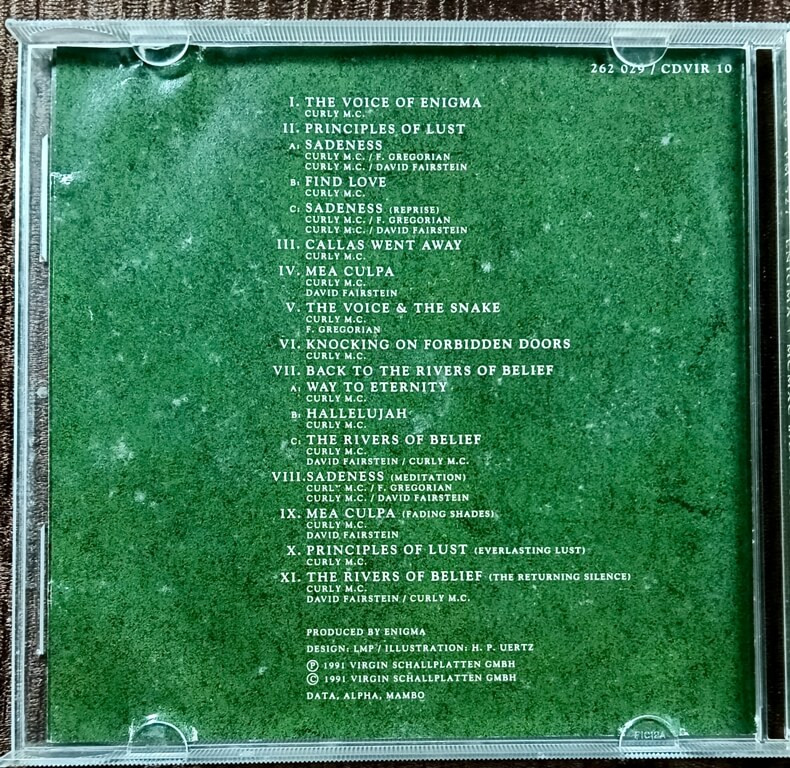 262 029 / CDVIR 10
I. THE VOICE OF ENIGMA
CURLY M.C.
II. PRINCIPLES OF LUST
A: SADENESS
CURLY M.C. / F. GREGORIAN
CURLY M.C. / DAVID FAIRSTEIN
B: FIND LOVE
CURLY M.C.
C: SADENESS (REPRISE)
CURLY M.C. / F. GREGORIAN
CURLY M.C. / DAVID FAIRSTEIN
III. CALLAS WENT AWAY
CURLY M.C.
IV. MEA CULPA
CURLY M.C.
DAVID FAIRSTEIN
V. THE VOICE & THE SNAKE
CURLY M.C.
F. GREGORIAN
VI. KNOCKING ON FORBIDDEN DOORS
CURLY M.C.
VII. BACK TO THE RIVERS OF BELIEF
A: WAY TO ETERNITY
CURLY M.C.
B: HALLELUJAH
CURLY M.C.
C: THE RIVERS OF BELIEF
CURLY M.C.
DAVID FAIRSTEIN / CURLY M.C.
VIII. SADENESS (MEDITATION)
CURLY M.C. / F. GREGORIAN
CURLY M.C. / DAVID FAIRSTEIN
IX. MEA CULPA (FADING SHADES)
CURLY M.C.
DAVID FAIRSTEIN
X. PRINCIPLES OF LUST (EVERLASTING LUST)
CURLY M.C.
XI. THE RIVERS OF BELIEF (THE RETURNING SILENCE)
CURLY M.C.
DAVID FAIRSTEIN / CURLY M.C.
PRODUCED BY ENIGMA
DESIGN: LMP / ILLUSTRATION: H. P. UERTZ
℗ 1991 VIRGIN SCHALLPLATTEN GMBH
© 1991 VIRGIN SCHALLPLATTEN GMBH
DATA, ALPHA, MAMBO